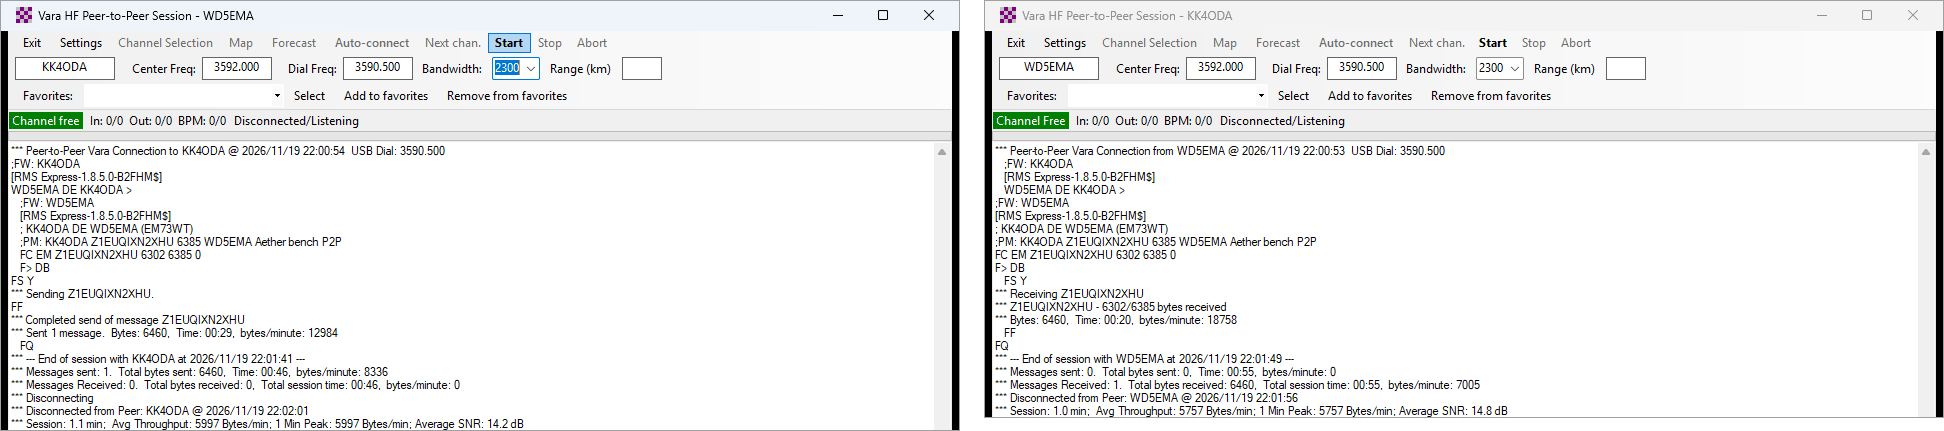 Vara HF Peer-to-Peer Session - WD5EMA
Exit Settings Channel Selection Map Forecast Auto-connect Next chan. Start Stop Abort
KK4ODA Center Freq: 3592.000 Dial Freq: 3590.500 Bandwidth: 2300 Range (km)
Favorites: Select Add to favorites Remove from favorites
Channel free In: 0/0 Out: 0/0 BPM: 0/0 Disconnected/Listening
*** Peer-to-Peer Vara Connection to KK4ODA @ 2026/11/19 22:00:54 USB Dial: 3590.500
;FW: KK4ODA
[RMS Express-1.8.5.0-B2FHM$]
WD5EMA DE KK4ODA >
;FW: WD5EMA
[RMS Express-1.8.5.0-B2FHM$]
; KK4ODA DE WD5EMA (EM73WT)
;PM: KK4ODA Z1EUQIXN2XHU 6385 WD5EMA Aether bench P2P
FC EM Z1EUQIXN2XHU 6302 6385 0
F> DB
FS Y
*** Sending Z1EUQIXN2XHU.
FF
*** Completed send of message Z1EUQIXN2XHU
*** Sent 1 message. Bytes: 6460, Time: 00:29, bytes/minute: 12984
FQ
*** --- End of session with KK4ODA at 2026/11/19 22:01:41 ---
*** Messages sent: 1. Total bytes sent: 6460, Time: 00:46, bytes/minute: 8336
*** Messages Received: 0. Total bytes received: 0, Total session time: 00:46, bytes/minute: 0
*** Disconnecting
*** Disconnected from Peer: KK4ODA @ 2026/11/19 22:02:01
*** Session: 1.1 min; Avg Throughput: 5997 Bytes/min; 1 Min Peak: 5997 Bytes/min; Average SNR: 14.2 dB
Vara HF Peer-to-Peer Session - KK4ODA
Exit Settings Channel Selection Map Forecast Auto-connect Next chan. Start Stop Abort
WD5EMA Center Freq: 3592.000 Dial Freq: 3590.500 Bandwidth: 2300 Range (km)
Favorites: Select Add to favorites Remove from favorites
Channel Free In: 0/0 Out: 0/0 BPM: 0/0 Disconnected/Listening
*** Peer-to-Peer Vara Connection from WD5EMA @ 2026/11/19 22:00:53 USB Dial: 3590.500
;FW: KK4ODA
[RMS Express-1.8.5.0-B2FHM$]
WD5EMA DE KK4ODA >
;FW: WD5EMA
[RMS Express-1.8.5.0-B2FHM$]
; KK4ODA DE WD5EMA (EM73WT)
;PM: KK4ODA Z1EUQIXN2XHU 6385 WD5EMA Aether bench P2P
FC EM Z1EUQIXN2XHU 6302 6385 0
F> DB
FS Y
*** Receiving Z1EUQIXN2XHU
*** Z1EUQIXN2XHU - 6302/6385 bytes received
*** Bytes: 6460, Time: 00:20, bytes/minute: 18758
FF
FQ
*** --- End of session with WD5EMA at 2026/11/19 22:01:49 ---
*** Messages sent: 0. Total bytes sent: 0, Time: 00:55, bytes/minute: 0
*** Messages Received: 1. Total bytes received: 6460, Total session time: 00:55, bytes/minute: 7005
*** Disconnected from Peer: WD5EMA @ 2026/11/19 22:01:56
*** Session: 1.0 min; Avg Throughput: 5757 Bytes/min; 1 Min Peak: 5757 Bytes/min; Average SNR: 14.8 dB